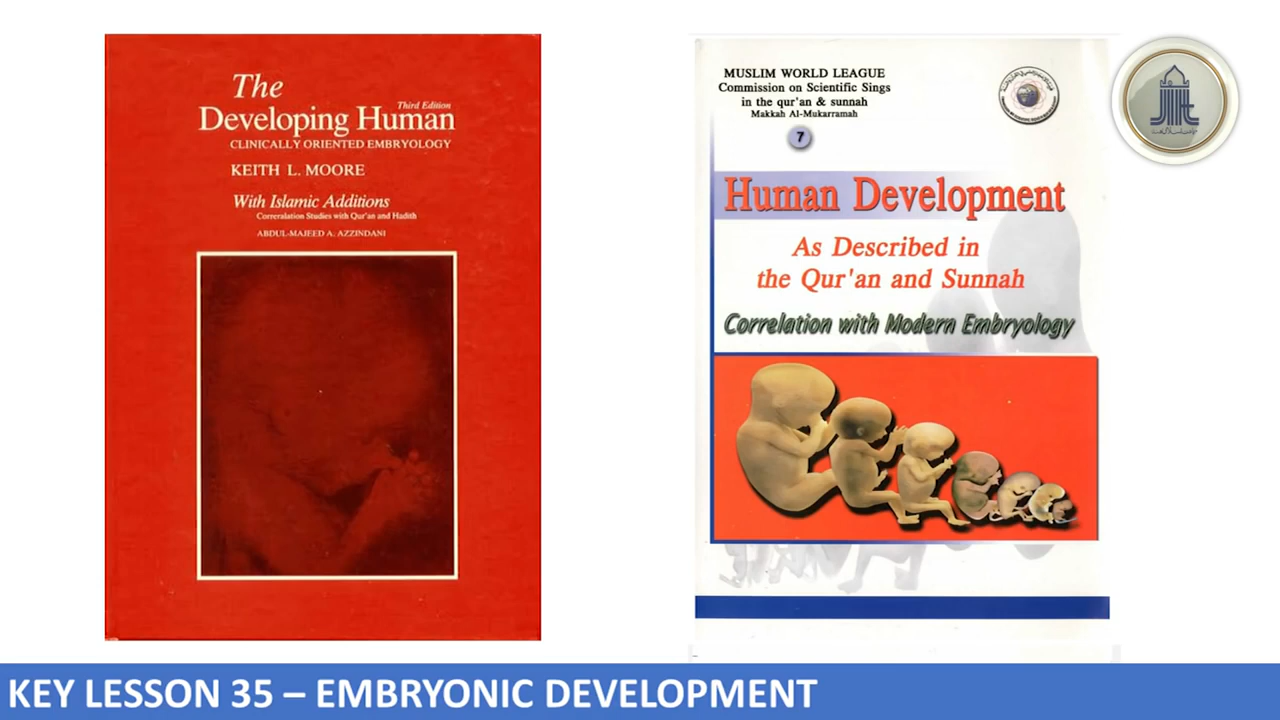 The
Third Edition
Developing Human
CLINICALLY ORIENTED EMBRYOLOGY
KEITH L. MOORE
With Islamic Additions
Correralation Studies with Qur'an and Hadith
ABDUL-MAJEED A. AZZINDANI
MUSLIM WORLD LEAGUE
Commission on Scientific Sings
in the qur'an & sunnah
Makkah Al-Mukarramah
7
Human Development
As Described in
the Qur'an and Sunnah
Correlation with Modern Embryology
KEY LESSON 35 – EMBRYONIC DEVELOPMENT